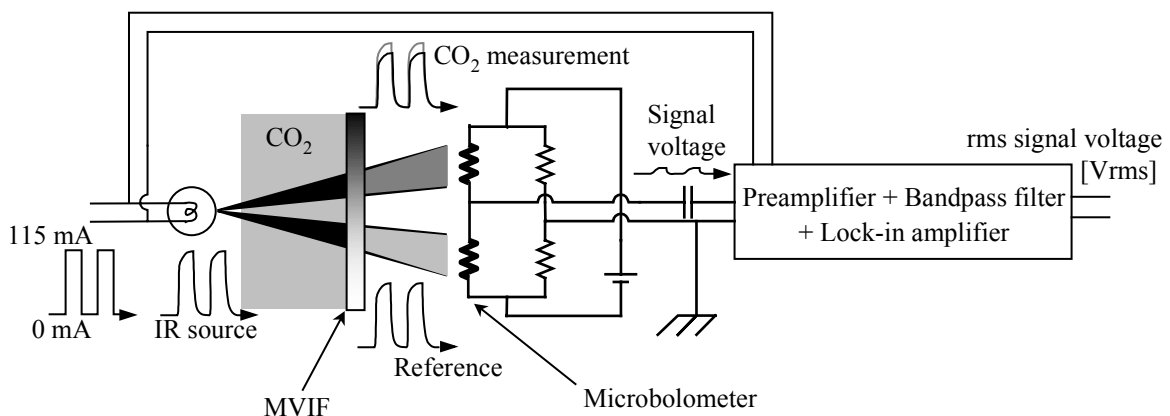 CO₂ measurement
CO₂
Signal
voltage
rms signal voltage
[Vrms]
Preamplifier + Bandpass filter
+ Lock-in amplifier
115 mA
0 mA
IR source
Reference
MVIF
Microbolometer